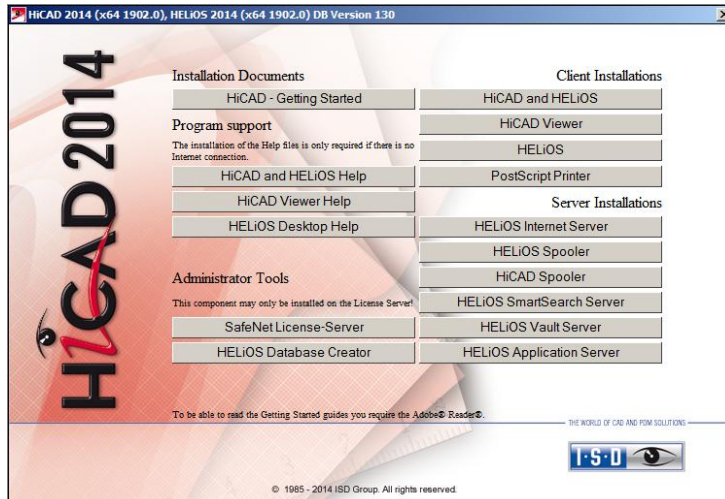 HiCAD 2014 (x64 1902.0), HELiOS 2014 (x64 1902.0) DB Version 130
HiCAD 2014
Installation Documents
HiCAD - Getting Started
Program support
The installation of the Help files is only required if there is no
Internet connection.
HiCAD and HELiOS Help
HiCAD Viewer Help
HELiOS Desktop Help
Administrator Tools
This component may only be installed on the License Server!
SafeNet License-Server
HELiOS Database Creator
Client Installations
HiCAD and HELiOS
HiCAD Viewer
HELiOS
PostScript Printer
Server Installations
HELiOS Internet Server
HELiOS Spooler
HiCAD Spooler
HELiOS SmartSearch Server
HELiOS Vault Server
HELiOS Application Server
To be able to read the Getting Started guides you require the Adobe® Reader®.
THE WORLD OF CAD AND PDM SOLUTIONS
I·S·D
© 1985 - 2014 ISD Group. All rights reserved.